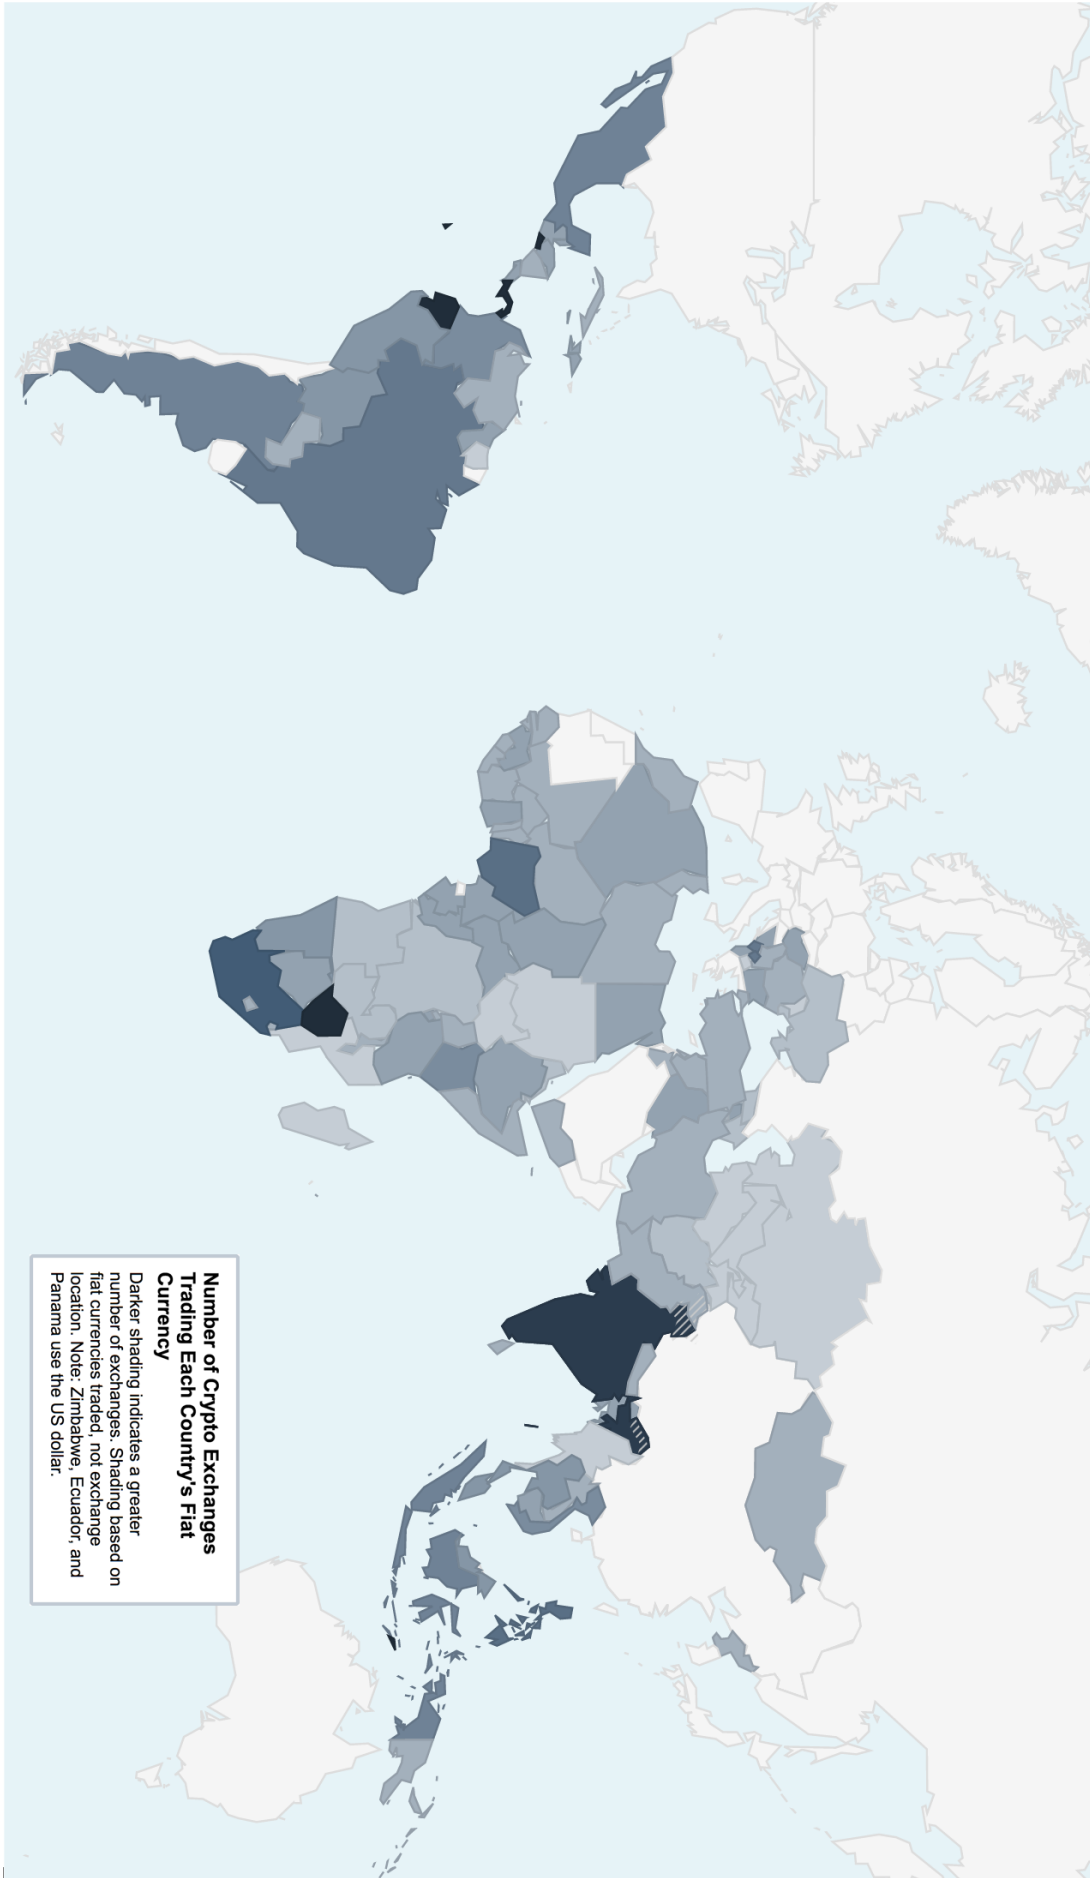 Number of Crypto Exchanges
Trading Each Country's Fiat
Currency
Darker shading indicates a greater
number of exchanges. Shading based on
fiat currencies traded, not exchange
location. Note: Zimbabwe, Ecuador, and
Panama use the US dollar.